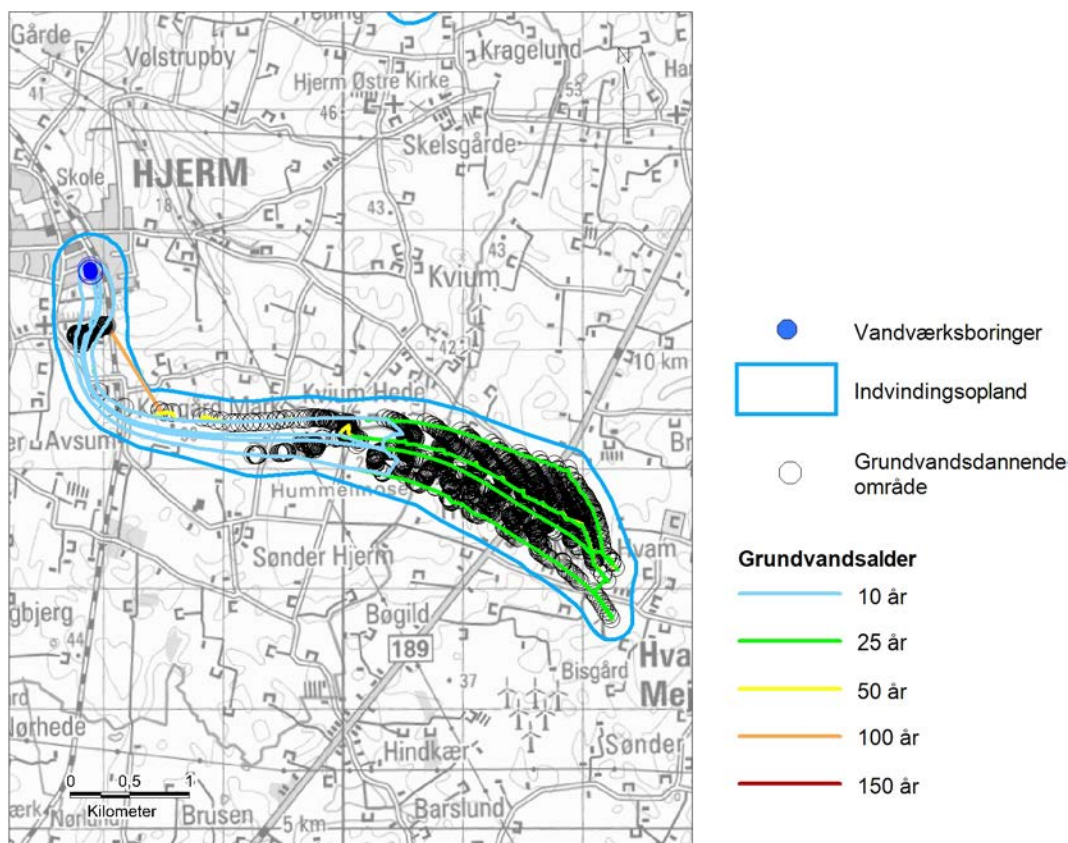 Gårde
Vølstrupby
Kragelund
41
Hjerm Østre Kirke
53
46
Skelsgårde
Skole
HJERM
18
43
43
Kvium
42
10 km
Kvium Hede
Avsum
Hummelmose
Sønder Hjerm
Hvam
Bøgild
44
189
Bisgård
37
Hindkær
Sønder
Brusen
Barslund
5 km
0 0,5 1
Kilometer
Vandværksboringer
Indvindingsopland
Grundvandsdannende
område
Grundvandsalder
10 år
25 år
50 år
100 år
150 år